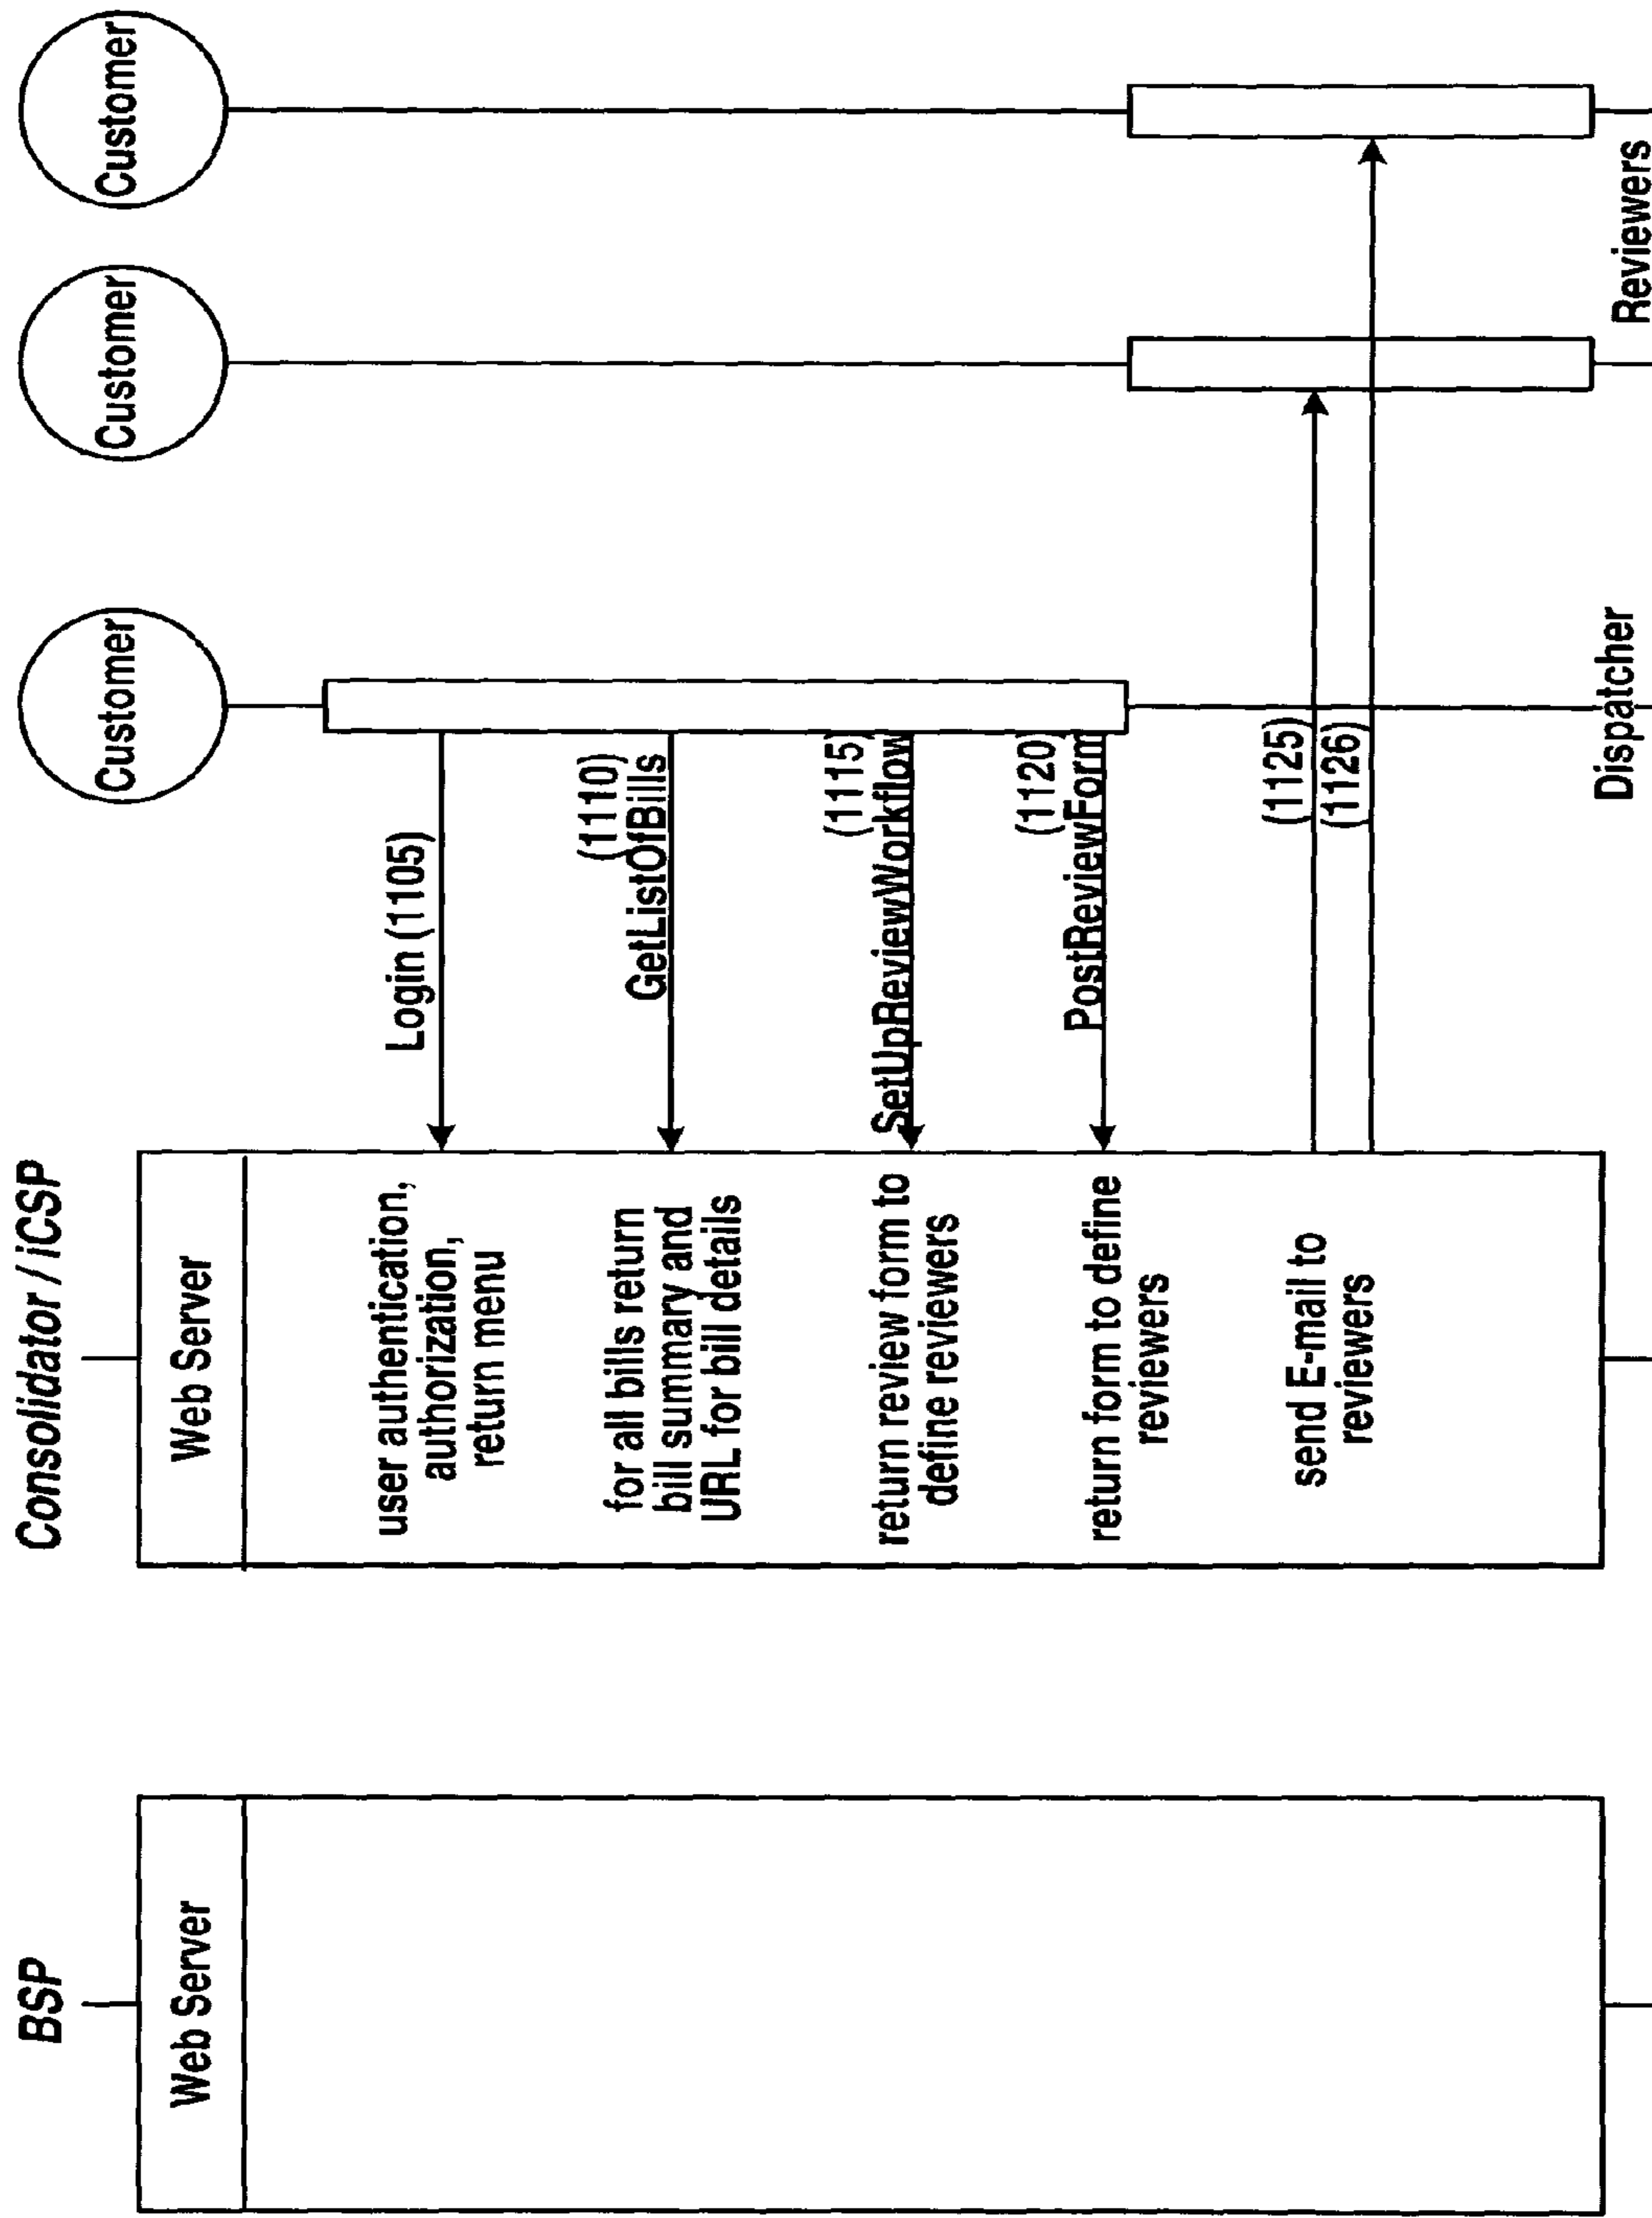 BSP
Consolidator / iCSP
Customer
Customer
Customer
Web Server
Web Server
Login (1105)
user authentication,
authorization,
return menu
(1110)
GetListOfBills
for all bills return
bill summary and
URL for bill details
(1115)
SetUpReviewWorkflow
return review form to
define reviewers
(1120)
PostReviewForm
return form to define
reviewers
(1125)
(1126)
send E-mail to
reviewers
Dispatcher
Reviewers